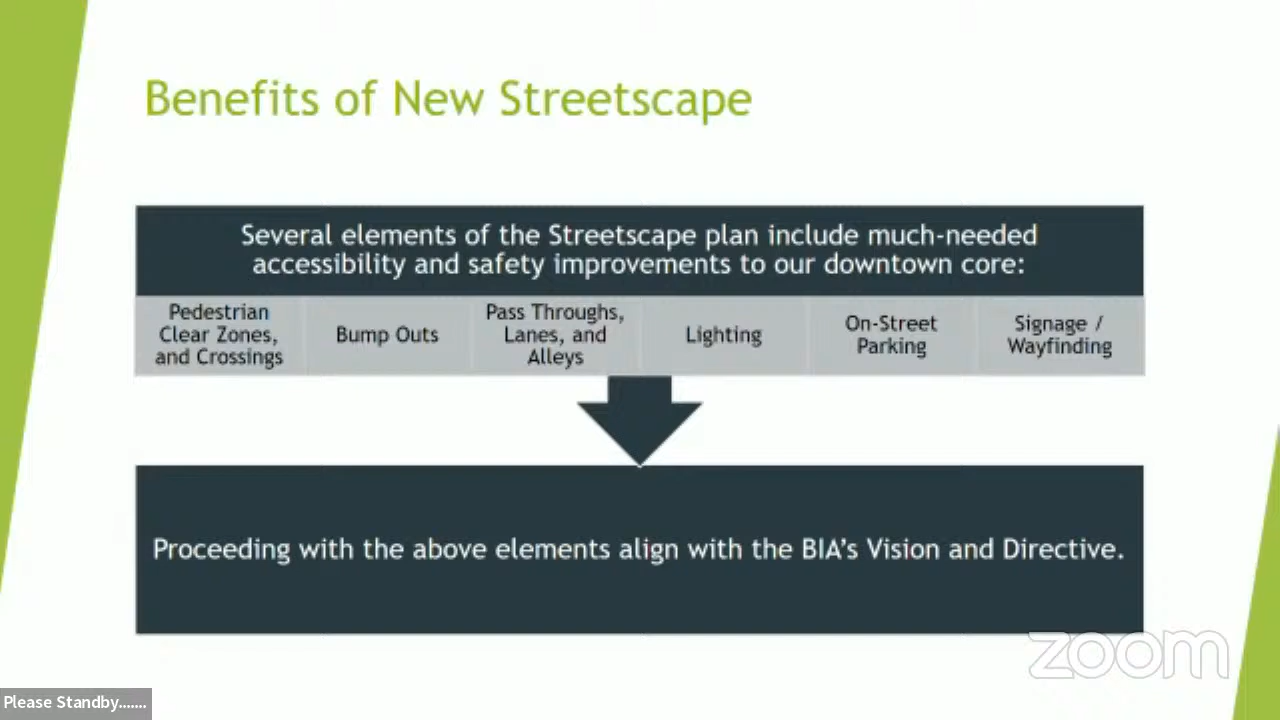 Benefits of New Streetscape
Several elements of the Streetscape plan include much-needed
accessibility and safety improvements to our downtown core:
Pedestrian
Clear Zones,
and Crossings
Bump Outs
Pass Throughs,
Lanes, and
Alleys
Lighting
On-Street
Parking
Signage /
Wayfinding
Proceeding with the above elements align with the BIA's Vision and Directive.
zoom
Please Standby.......